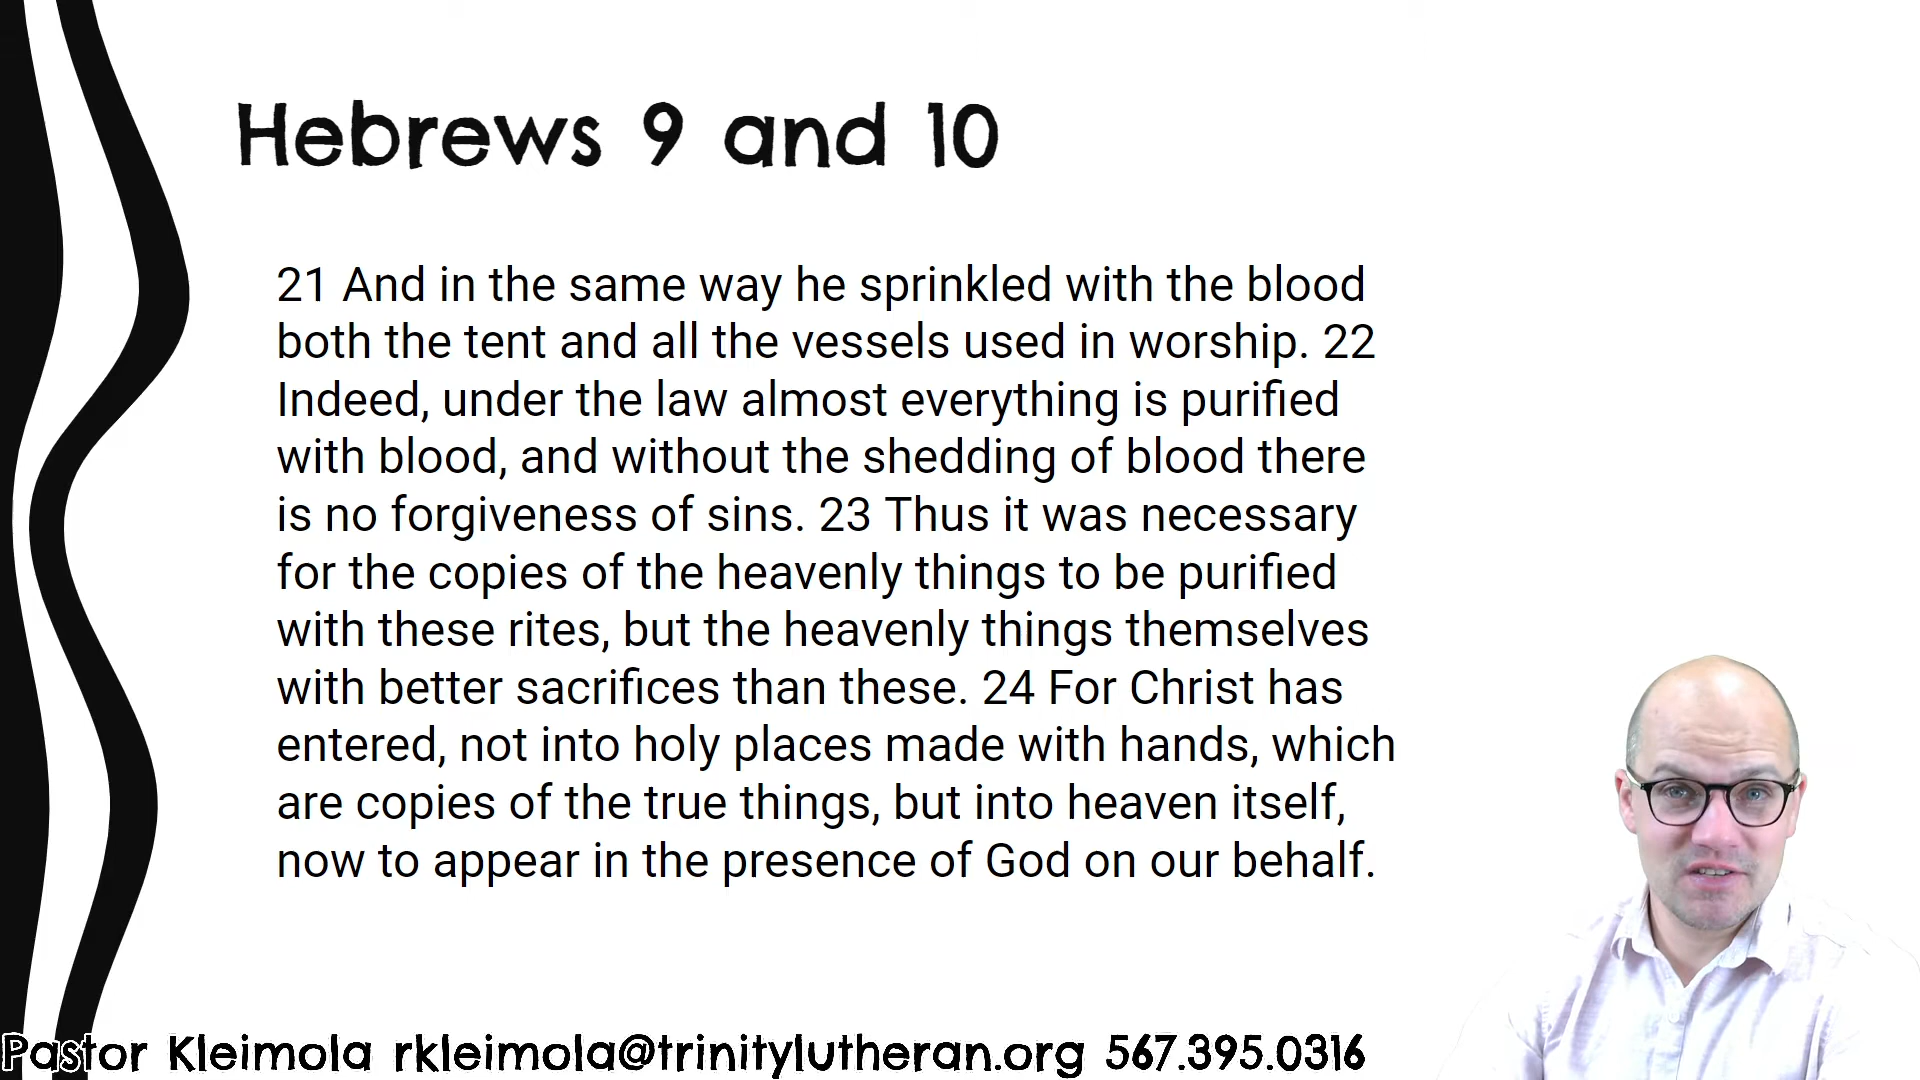 Hebrews 9 and 10
21 And in the same way he sprinkled with the blood
both the tent and all the vessels used in worship. 22
Indeed, under the law almost everything is purified
with blood, and without the shedding of blood there
is no forgiveness of sins. 23 Thus it was necessary
for the copies of the heavenly things to be purified
with these rites, but the heavenly things themselves
with better sacrifices than these. 24 For Christ has
entered, not into holy places made with hands, which
are copies of the true things, but into heaven itself,
now to appear in the presence of God on our behalf.
Pastor Kleimola rkleimola@trinitylutheran.org 567.395.0316